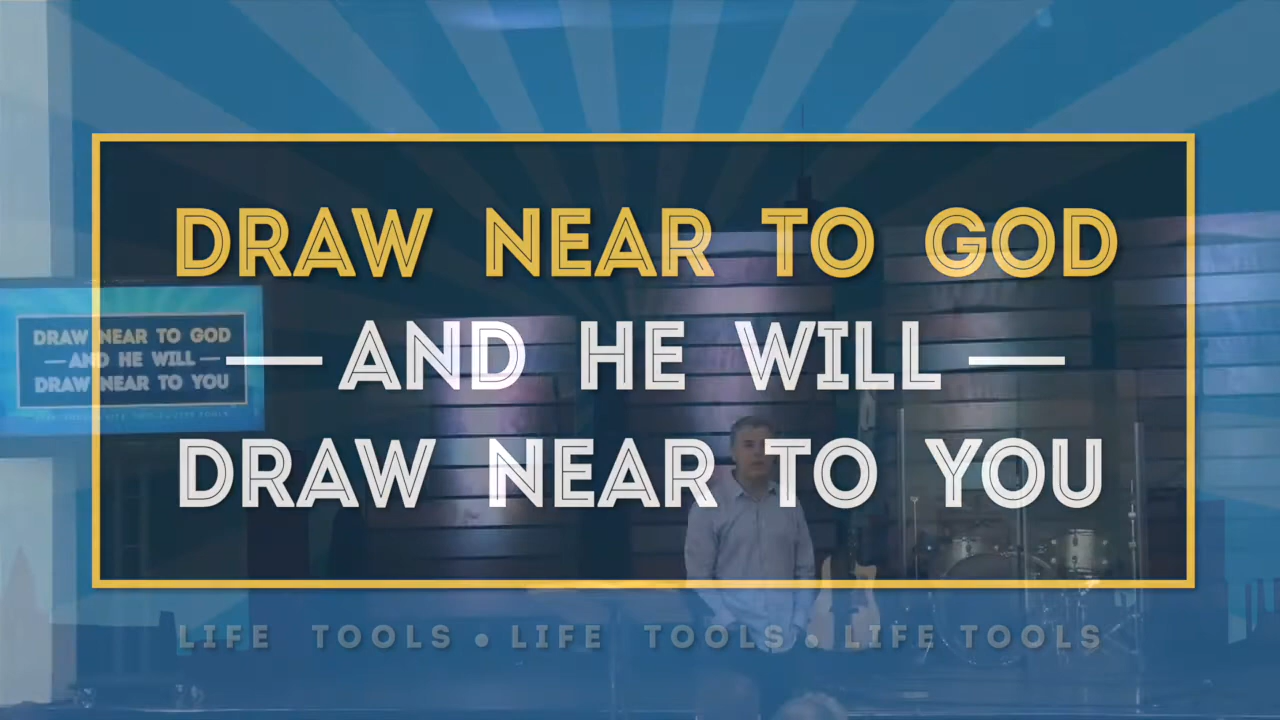 DRAW NEAR TO GOD
— AND HE WILL —
DRAW NEAR TO YOU
LIFE TOOLS • LIFE TOOLS • LIFE TOOLS
DRAW NEAR TO GOD
— AND HE WILL —
DRAW NEAR TO YOU